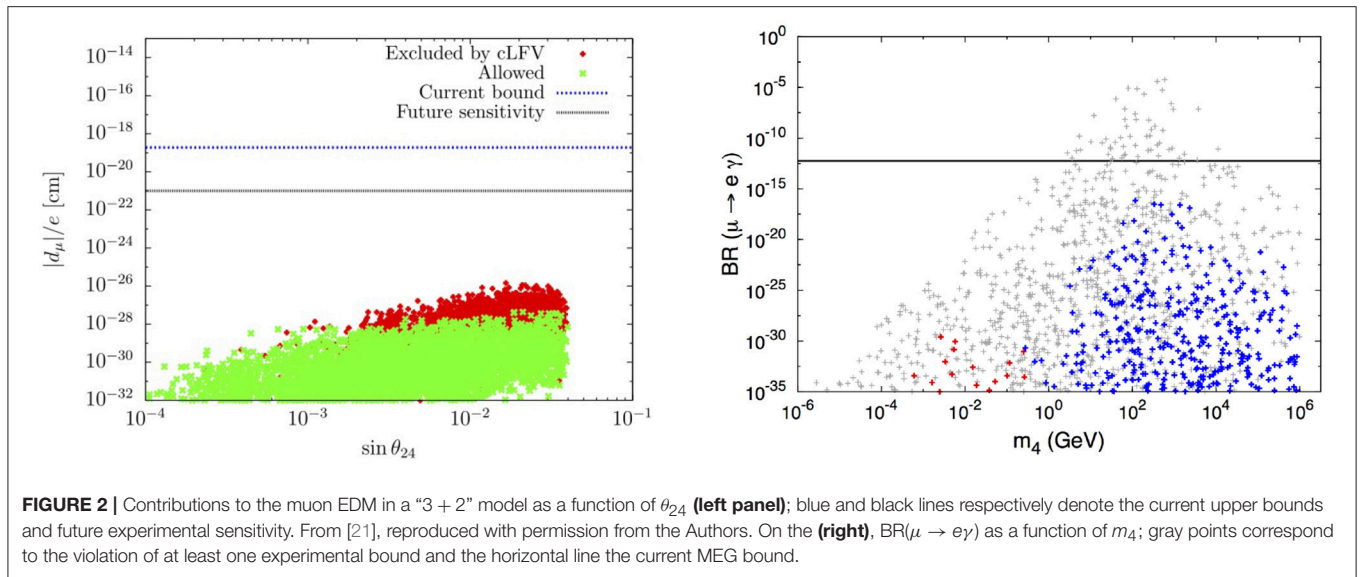 10^{-14}
10^{-16}
10^{-18}
10^{-20}
10^{-22}
10^{-24}
10^{-26}
10^{-28}
10^{-30}
10^{-32}
|d_μ|/e [cm]
Excluded by cLFV
Allowed
Current bound
Future sensitivity
10^{-4} 10^{-3} 10^{-2} 10^{-1}
sin θ_{24}
10^0
10^{-5}
10^{-10}
10^{-15}
10^{-20}
10^{-25}
10^{-30}
10^{-35}
BR (μ → e γ)
10^{-6} 10^{-4} 10^{-2} 10^0 10^2 10^4 10^6
m_4 (GeV)
FIGURE 2 | Contributions to the muon EDM in a “3 + 2” model as a function of θ_{24} (left panel); blue and black lines respectively denote the current upper bounds
and future experimental sensitivity. From [21], reproduced with permission from the Authors. On the (right), BR(μ → eγ) as a function of m_4; gray points correspond
to the violation of at least one experimental bound and the horizontal line the current MEG bound.